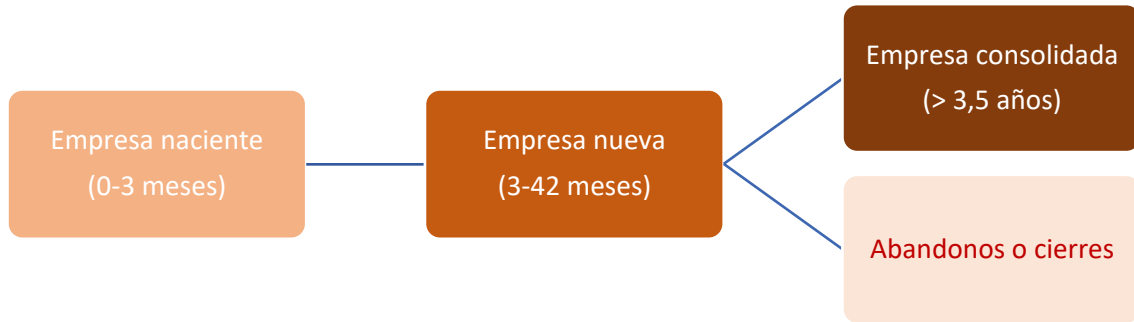 Empresa naciente
(0-3 meses)
Empresa nueva
(3-42 meses)
Empresa consolidada
(> 3,5 años)
Abandonos o cierres